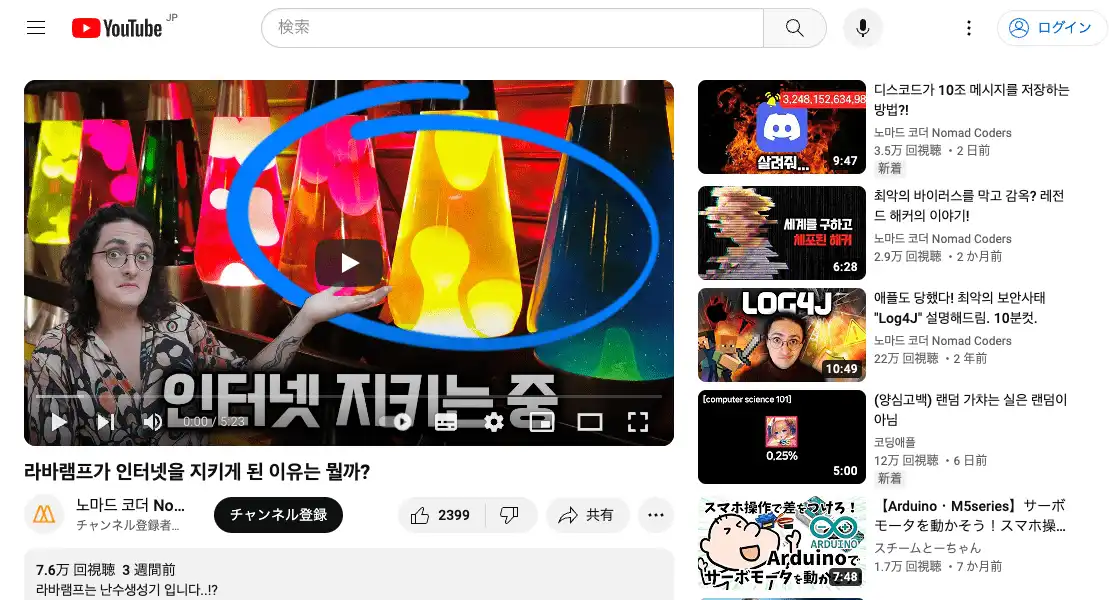 YouTube JP
検索
ログイン
인터넷 지키는 중
0:00 / 5:23
라바램프가 인터넷을 지키게 된 이유는 뭘까?
노마드 코더 No...
チャンネル登録者...
チャンネル登録
2399
共有
7.6万 回視聴 3 週間前
라바램프는 난수생성기 입니다..!?
3,248,152,634,98
살려줘...
9:47
디스코드가 10조 메시지를 저장하는
방법?!
노마드 코더 Nomad Coders
3.5万 回視聴 ・2 日前
新着
세계를 구하고
체포된 해커
6:28
최악의 바이러스를 막고 감옥? 레전
드 해커의 이야기!
노마드 코더 Nomad Coders
2.9万 回視聴 ・2 か月前
LOG4J
10:49
애플도 당했다! 최악의 보안사태
"Log4J" 설명해드림. 10분컷.
노마드 코더 Nomad Coders
22万 回視聴 ・2 年前
[computer science 101]
0.25%
5:00
(양심고백) 랜덤 가챠는 실은 랜덤이
아님
코딩애플
12万 回視聴 ・6 日前
新着
スマホ操作で差をつけろ！
ARDUINO
Arduinoで
サーボモータを動か
7:48
【Arduino・M5series】サーボ
モータを動かそう！スマホ操...
スチームとーちゃん
1.7万 回視聴 ・7 か月前